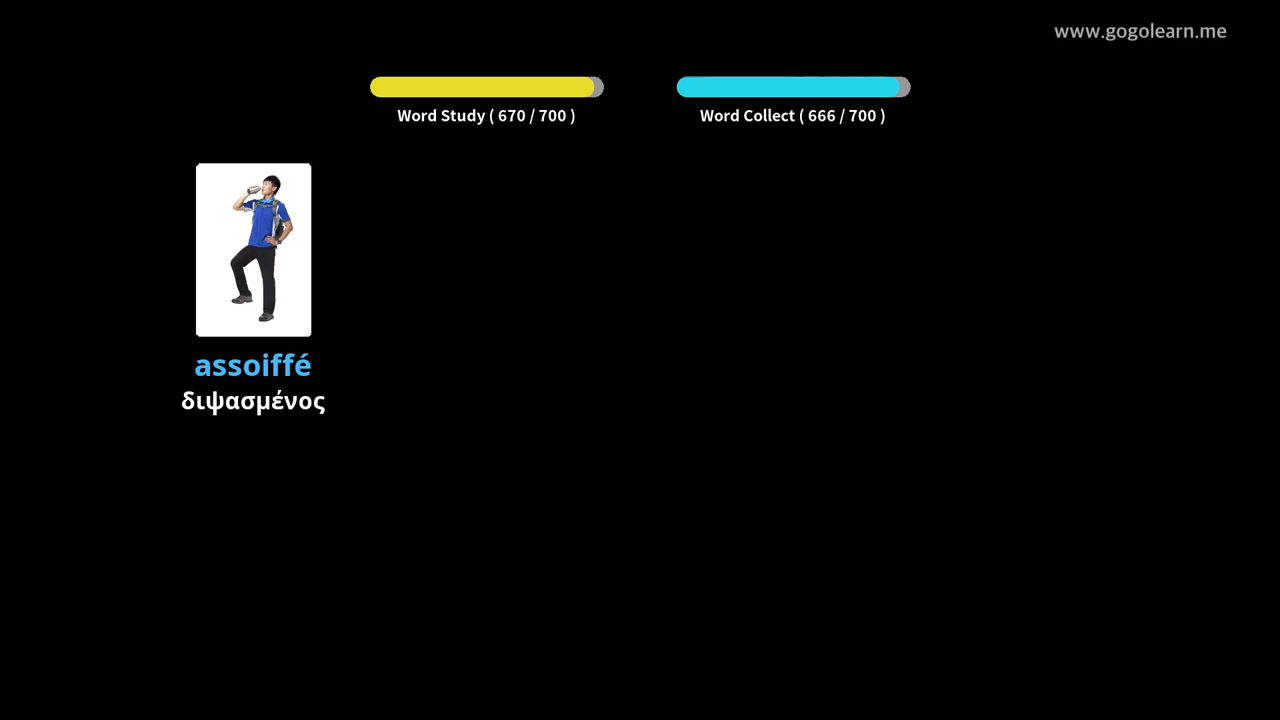 www.gogolearn.me
Word Study ( 670 / 700 )
Word Collect ( 666 / 700 )
assoiffé
διψασμένος